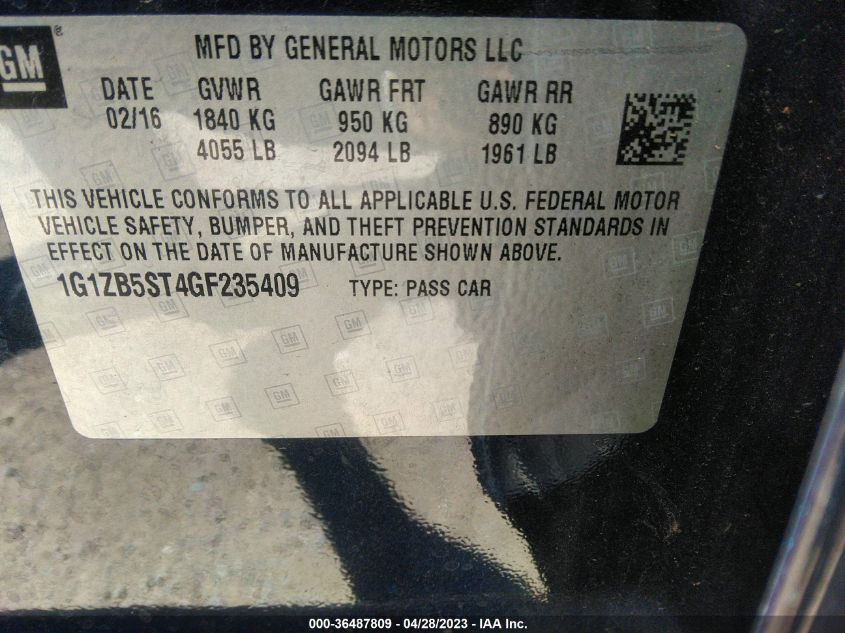 GM
MFD BY GENERAL MOTORS LLC
DATE GVWR GAWR FRT GAWR RR
02/16 1840 KG 950 KG 890 KG
4055 LB 2094 LB 1961 LB
THIS VEHICLE CONFORMS TO ALL APPLICABLE U.S. FEDERAL MOTOR
VEHICLE SAFETY, BUMPER, AND THEFT PREVENTION STANDARDS IN
EFFECT ON THE DATE OF MANUFACTURE SHOWN ABOVE.
1G1ZB5ST4GF235409 TYPE: PASS CAR
000-36487809 - 04/28/2023 - IAA Inc.